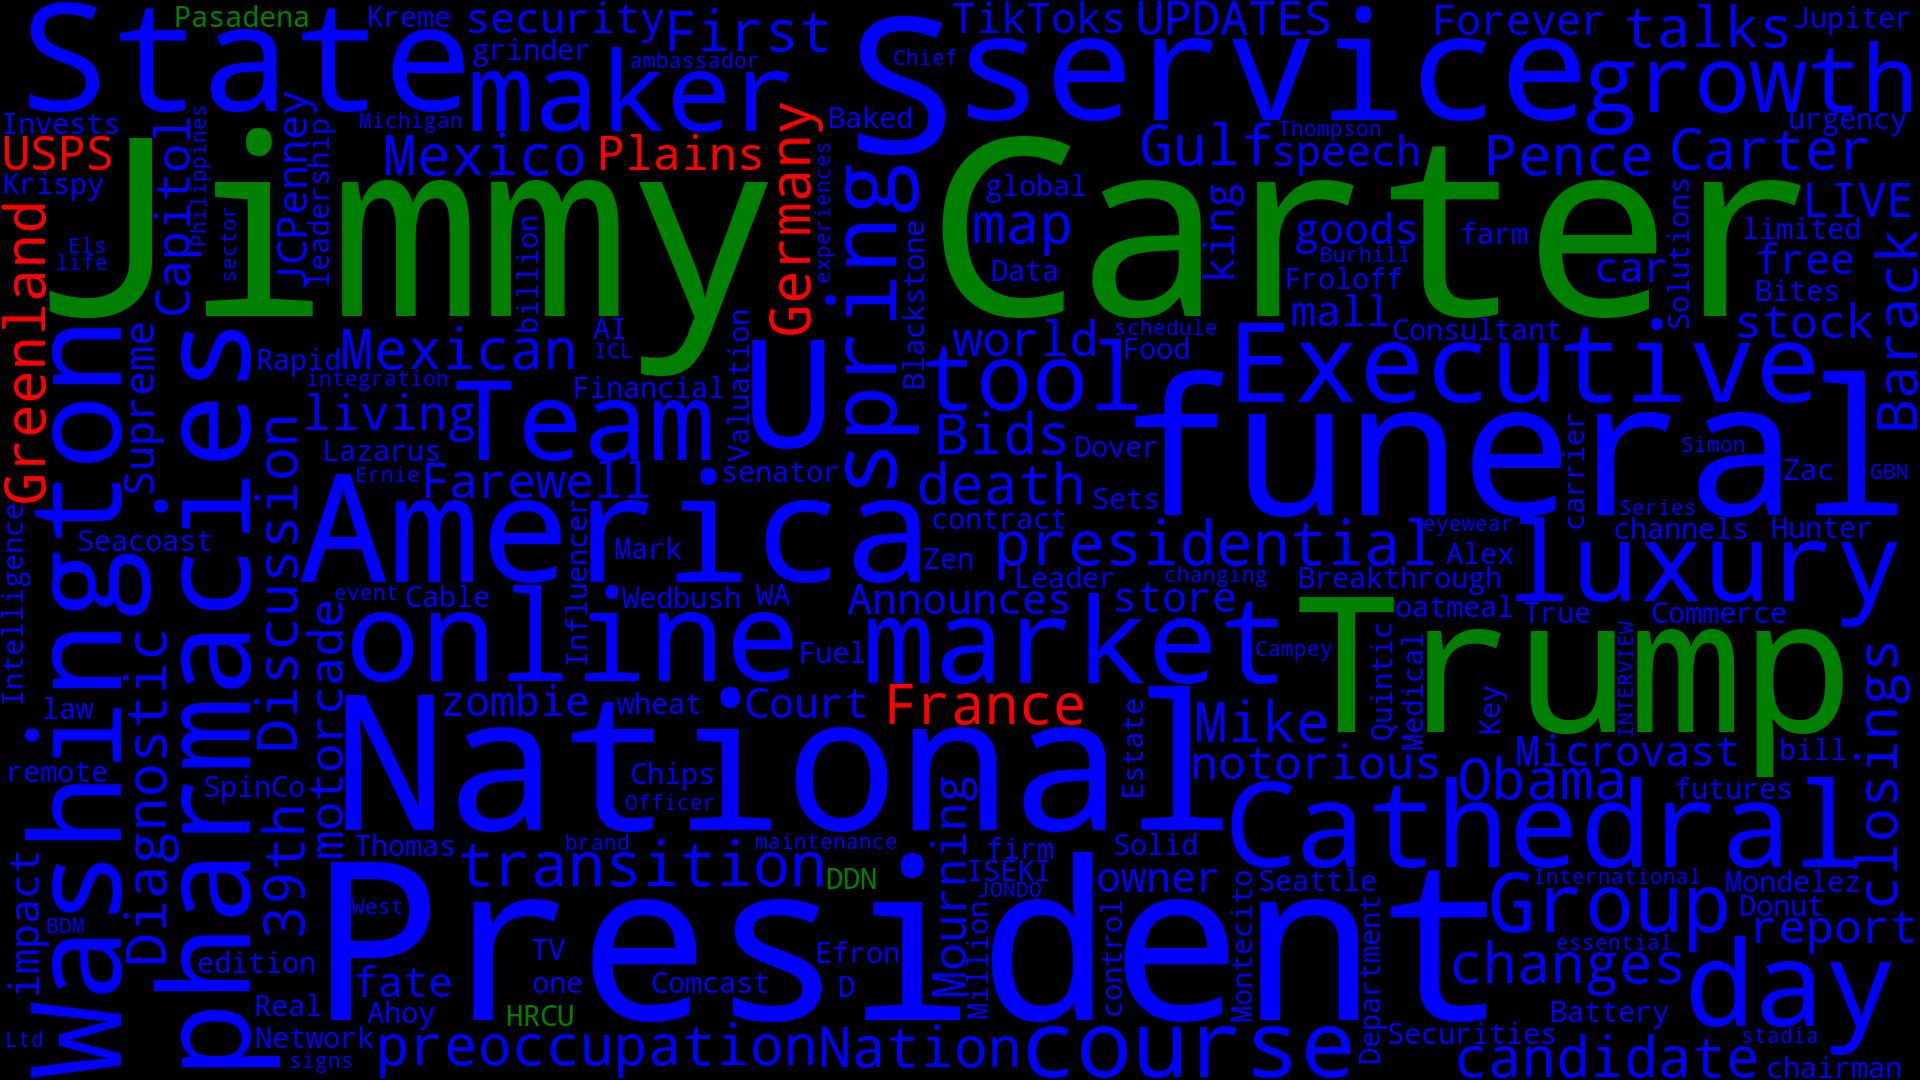 State
Pasadena
Kreme
security
First
grinder
ambassador
maker
TikToks
UPDATES
Forever
talks
Jupiter
Chief
S
service
growth
Invests
Capitol
Philippines
JCPenney
leadership
Michigan
Baked
urgency
USPS
Krispy
Mexico
Plains
Germany
experiences
spring
Gulf
Thompson
speech
Pence
Carter
Jimmy
Carter
global
map
Data
king
goods
farm
Burhill
Froloff
mall
car
Solutions
LIVE
limited
free
Bites
stock
Barack
Greenland
Els
life
sector
billion
Blackstone
AI
ICL
Rapid
Mexican
integration
Financial
Valuation
U
world
schedule
Food
Consultant
Executive
tool
Washington
Supreme
pharmacies
living
Team
Lazarus
Ernie
Farewell
senator
Bids
Dover
funeral
carrier
Simon
Zac
GBN
death
Sets
Series
Intelligence
Seacoast
Discussion
America
Influencer
Mark
contract
Zen
presidential
eyewear
Alex
channels
Hunter
luxury
Leader
changing
Breakthrough
event
Cable
online
Wedbush
WA
Announces
store
oatmeal
True
Commerce
market
Fuel
Campey
Trump
Quintic
Medical
Key
INTERVIEW
closings
law
remote
Diagnostic
motorcade
zombie
wheat
Court
France
Estate
Mike
notorious
Microvast
bill
SpinCo
39th
National
Chips
Officer
Obama
futures
Cathedral
impact
BDM
Thomas
brand
maintenance
transition
DDN
Mourning
firm
ISEKI
JONDO
Solid
owner
Seattle
International
Group
Mondelez
Donut
report
West
President
TV
one
Comcast
Efron
D
Million
control
Montecito
Department
essential
changes
day
edition
fate
Real
Ahoy
HRCU
Battery
Ltd
Network
signs
preoccupation
Nation
course
Securities
stadia
candidate
chairman